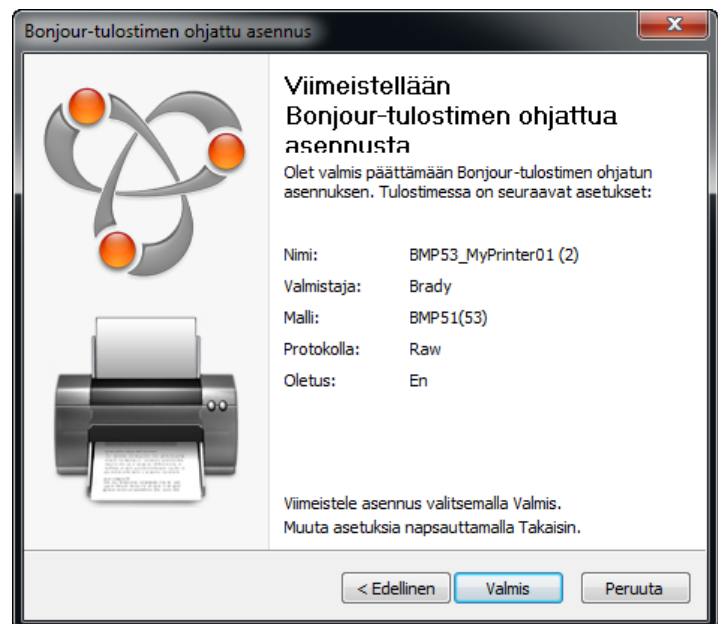 Bonjour-tulostimen ohjattu asennus
Viimeistellään
Bonjour-tulostimen ohjattua
asennusta
Olet valmis päättämään Bonjour-tulostimen ohjatun
asennuksen. Tulostimessa on seuraavat asetukset:
Nimi: BMP53_MyPrinter01 (2)
Valmistaja: Brady
Malli: BMP51(53)
Protokolla: Raw
Oletus: En
Viimeistele asennus valitsemalla Valmis.
Muuta asetuksia napsauttamalla Takaisin.
< Edellinen Valmis Peruuta